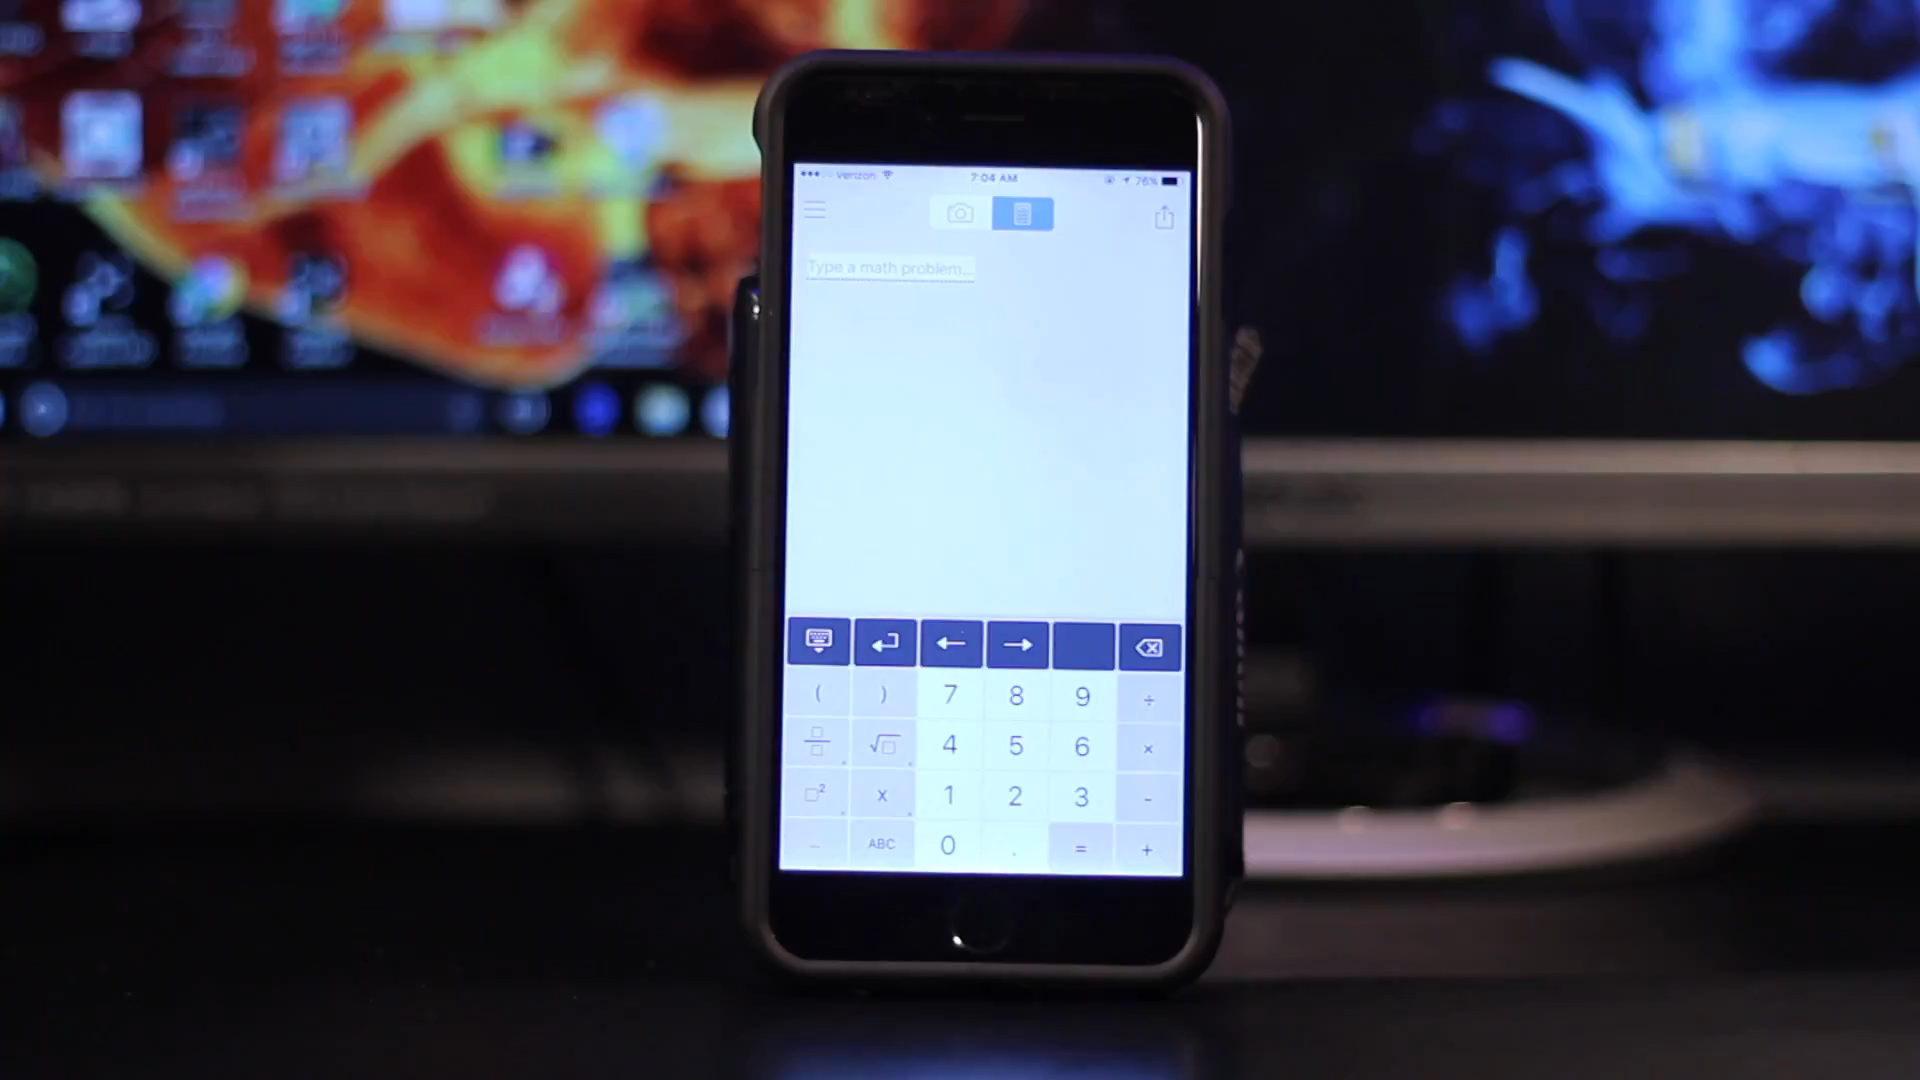 verizon 7:04 AM 76%
Type a math problem...
( ) 7 8 9 ÷
√ 4 5 6 ×
2 x 1 2 3 -
... ABC 0 . = +